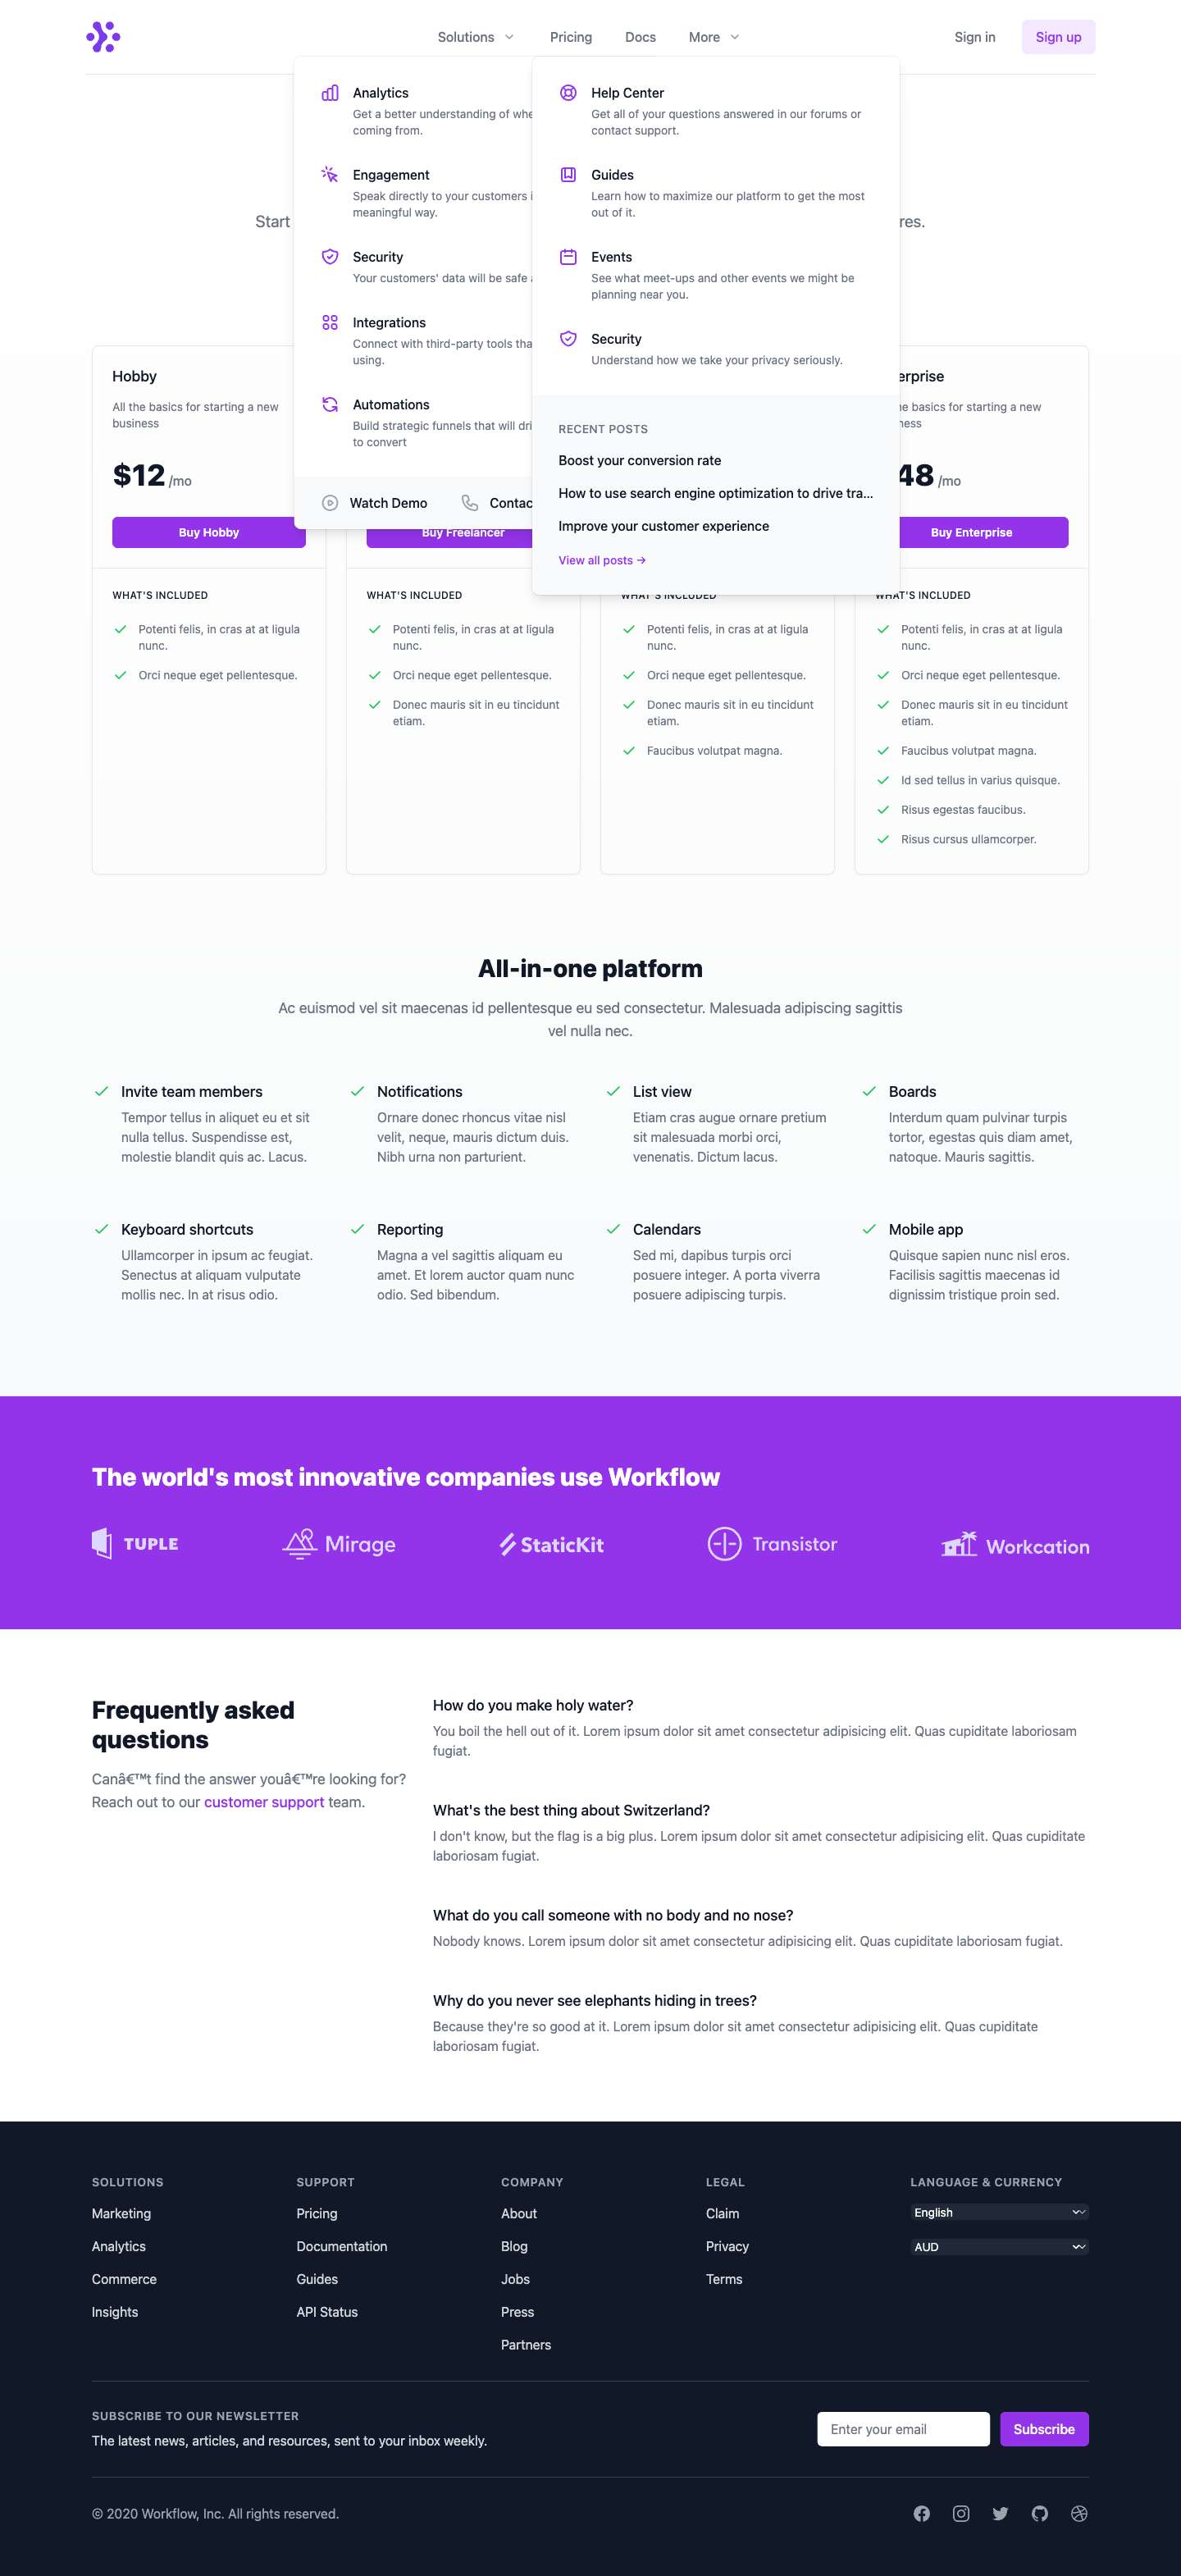 Solutions
Pricing
Docs
More
Sign in
Sign up
Analytics
Get a better understanding of
coming from.
Engagement
Speak directly to your customers
meaningful way.
Security
Your customers' data will be safe
Integrations
Connect with third-party tools
using.
Automations
Build strategic funnels that will
to convert
Watch Demo
Help Center
Get all of your questions answered in our forums or
contact support.
Guides
Learn how to maximize our platform to get the most
out of it.
Events
See what meet-ups and other events we might be
planning near you.
Security
Understand how we take your privacy seriously.
RECENT POSTS
Boost your conversion rate
How to use search engine optimization to drive tra...
Improve your customer experience
View all posts →
Start
Hobby
All the basics for starting a new
business
$12 /mo
Buy Hobby
WHAT'S INCLUDED
Potenti felis, in cras at at ligula
nunc.
Orci neque eget pellentesque.
Buy Freelancer
WHAT'S INCLUDED
Potenti felis, in cras at at ligula
nunc.
Orci neque eget pellentesque.
Donec mauris sit in eu tincidunt
etiam.
WHAT'S INCLUDED
Potenti felis, in cras at at ligula
nunc.
Orci neque eget pellentesque.
Donec mauris sit in eu tincidunt
etiam.
Faucibus volutpat magna.
basics for starting a new
48 /mo
Buy Enterprise
WHAT'S INCLUDED
Potenti felis, in cras at at ligula
nunc.
Orci neque eget pellentesque.
Donec mauris sit in eu tincidunt
etiam.
Faucibus volutpat magna.
Id sed tellus in varius quisque.
Risus egestas faucibus.
Risus cursus ullamcorper.
All-in-one platform
Ac euismod vel sit maecenas id pellentesque eu sed consectetur. Malesuada adipiscing sagittis
vel nulla nec.
Invite team members
Tempor tellus in aliquet eu et sit
nulla tellus. Suspendisse est,
molestie blandit quis ac. Lacus.
Notifications
Ornare donec rhoncus vitae nisl
velit, neque, mauris dictum duis.
Nibh urna non parturient.
List view
Etiam cras augue ornare pretium
sit malesuada morbi orci,
venenatis. Dictum lacus.
Boards
Interdum quam pulvinar turpis
tortor, egestas quis diam amet,
natoque. Mauris sagittis.
Keyboard shortcuts
Ullamcorper in ipsum ac feugiat.
Senectus at aliquam vulputate
mollis nec. In at risus odio.
Reporting
Magna a vel sagittis aliquam eu
amet. Et lorem auctor quam nunc
odio. Sed bibendum.
Calendars
Sed mi, dapibus turpis orci
posuere integer. A porta viverra
posuere adipiscing turpis.
Mobile app
Quisque sapien nunc nisl eros.
Facilisis sagittis maecenas id
dignissim tristique proin sed.
The world's most innovative companies use Workflow
TUPLE
Mirage
StaticKit
Transistor
Workcation
Frequently asked
questions
Canâ€™t find the answer youâ€™re looking for?
Reach out to our customer support team.
How do you make holy water?
You boil the hell out of it. Lorem ipsum dolor sit amet consectetur adipisicing elit. Quas cupiditate laboriosam
fugiat.
What's the best thing about Switzerland?
I don't know, but the flag is a big plus. Lorem ipsum dolor sit amet consectetur adipisicing elit. Quas cupiditate
laboriosam fugiat.
What do you call someone with no body and no nose?
Nobody knows. Lorem ipsum dolor sit amet consectetur adipisicing elit. Quas cupiditate laboriosam fugiat.
Why do you never see elephants hiding in trees?
Because they're so good at it. Lorem ipsum dolor sit amet consectetur adipisicing elit. Quas cupiditate
laboriosam fugiat.
SOLUTIONS
Marketing
Analytics
Commerce
Insights
SUPPORT
Pricing
Documentation
Guides
API Status
COMPANY
About
Blog
Jobs
Press
Partners
LEGAL
Claim
Privacy
Terms
LANGUAGE & CURRENCY
English
AUD
SUBSCRIBE TO OUR NEWSLETTER
The latest news, articles, and resources, sent to your inbox weekly.
Enter your email
Subscribe
© 2020 Workflow, Inc. All rights reserved.